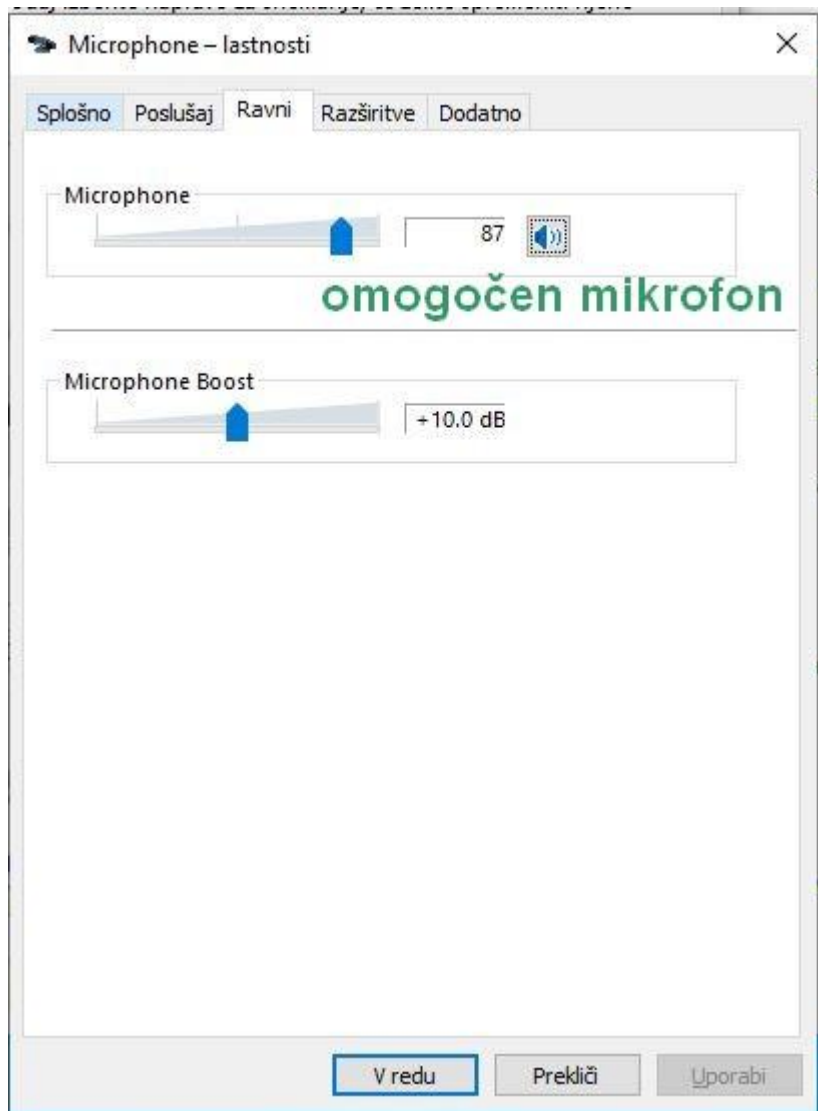 Microphone – lastnosti
Splošno Poslušaj Ravni Razširitve Dodatno
Microphone
87
omogočen mikrofon
Microphone Boost
+10.0 dB
V redu Prekliči Uporabi